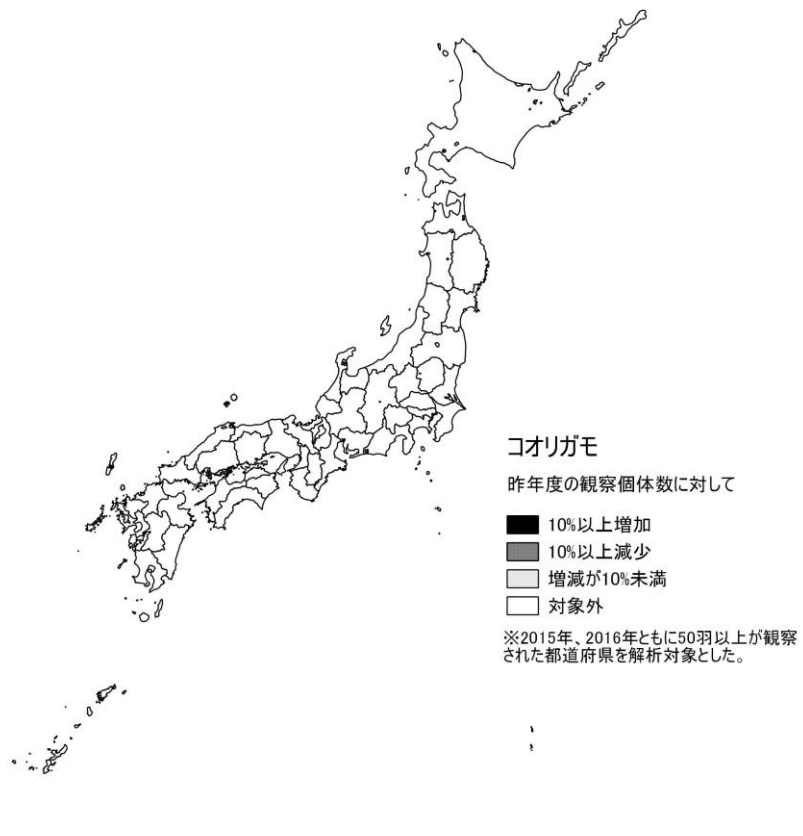 コオリガモ
昨年度の観察個体数に対して
10%以上増加
10%以上減少
増減が10%未満
対象外
※2015年、2016年ともに50羽以上が観察
された都道府県を解析対象とした。